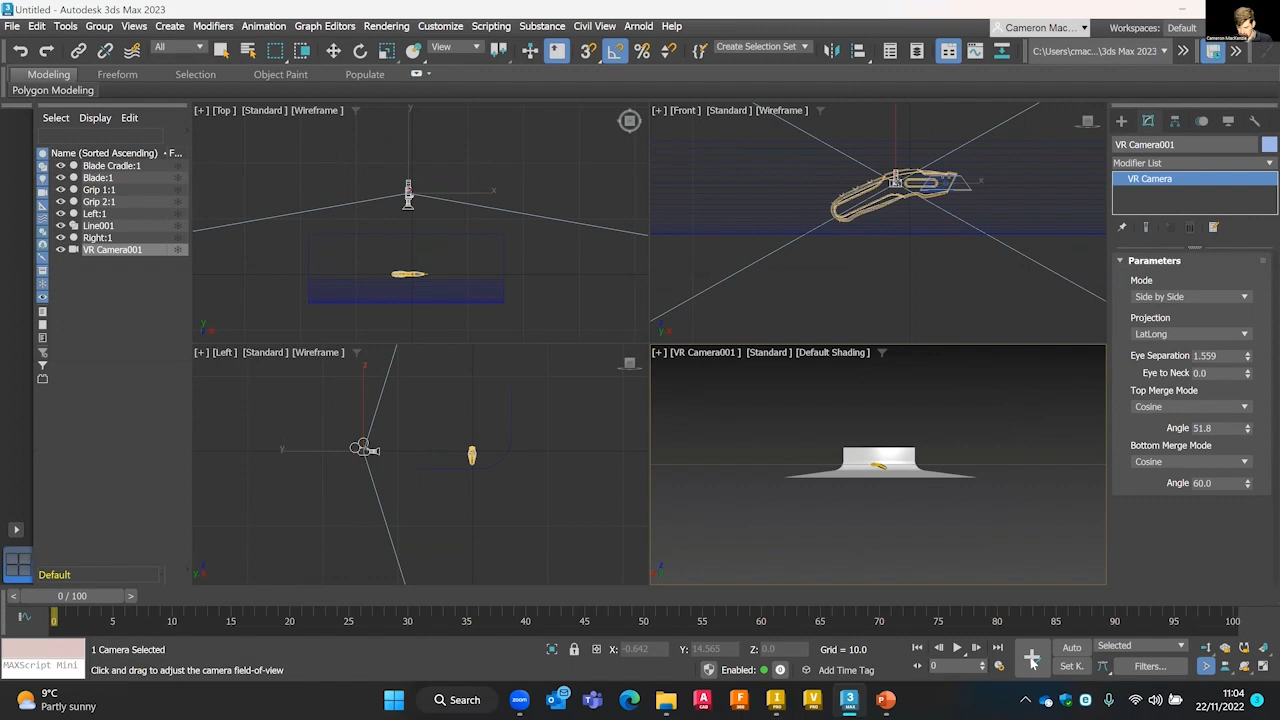 Untitled - Autodesk 3ds Max 2023
File Edit Tools Group Views Create Modifiers Animation Graph Editors Rendering Customize Scripting Substance Civil View Arnold Help
Cameron Mac... Workspaces: Default
Cameron MacKenzie
All View Create Selection Set C:\Users\cmac...\3ds Max 2023
Modeling Freeform Selection Object Paint Populate
Polygon Modeling
Select Display Edit
Name (Sorted Ascending) F...
Blade Cradle:1
Blade:1
Grip 1:1
Grip 2:1
Left:1
Line001
Right:1
VR Camera001
Default
[+] [Top] [Standard] [Wireframe]
y
x
[+] [Front] [Standard] [Wireframe]
x
[+] [Left] [Standard] [Wireframe]
z
y
[+] [VR Camera001] [Standard] [Default Shading]
VR Camera001
Modifier List
VR Camera
Parameters
Mode
Side by Side
Projection
LatLong
Eye Separation 1.559
Eye to Neck 0.0
Top Merge Mode
Cosine
Angle 51.8
Bottom Merge Mode
Cosine
Angle 60.0
< 0 / 100 >
0 5 10 15 20 25 30 35 40 45 50 55 60 65 70 75 80 85 90 95 100
1 Camera Selected X: -0.642 Y: 14.565 Z: 0.0 Grid = 10.0 Auto Selected
MAXScript Mini Click and drag to adjust the camera field-of-view Enabled: Add Time Tag 0 Set K. Filters...
9°C
Partly sunny
Search
zoom
11:04
22/11/2022
3